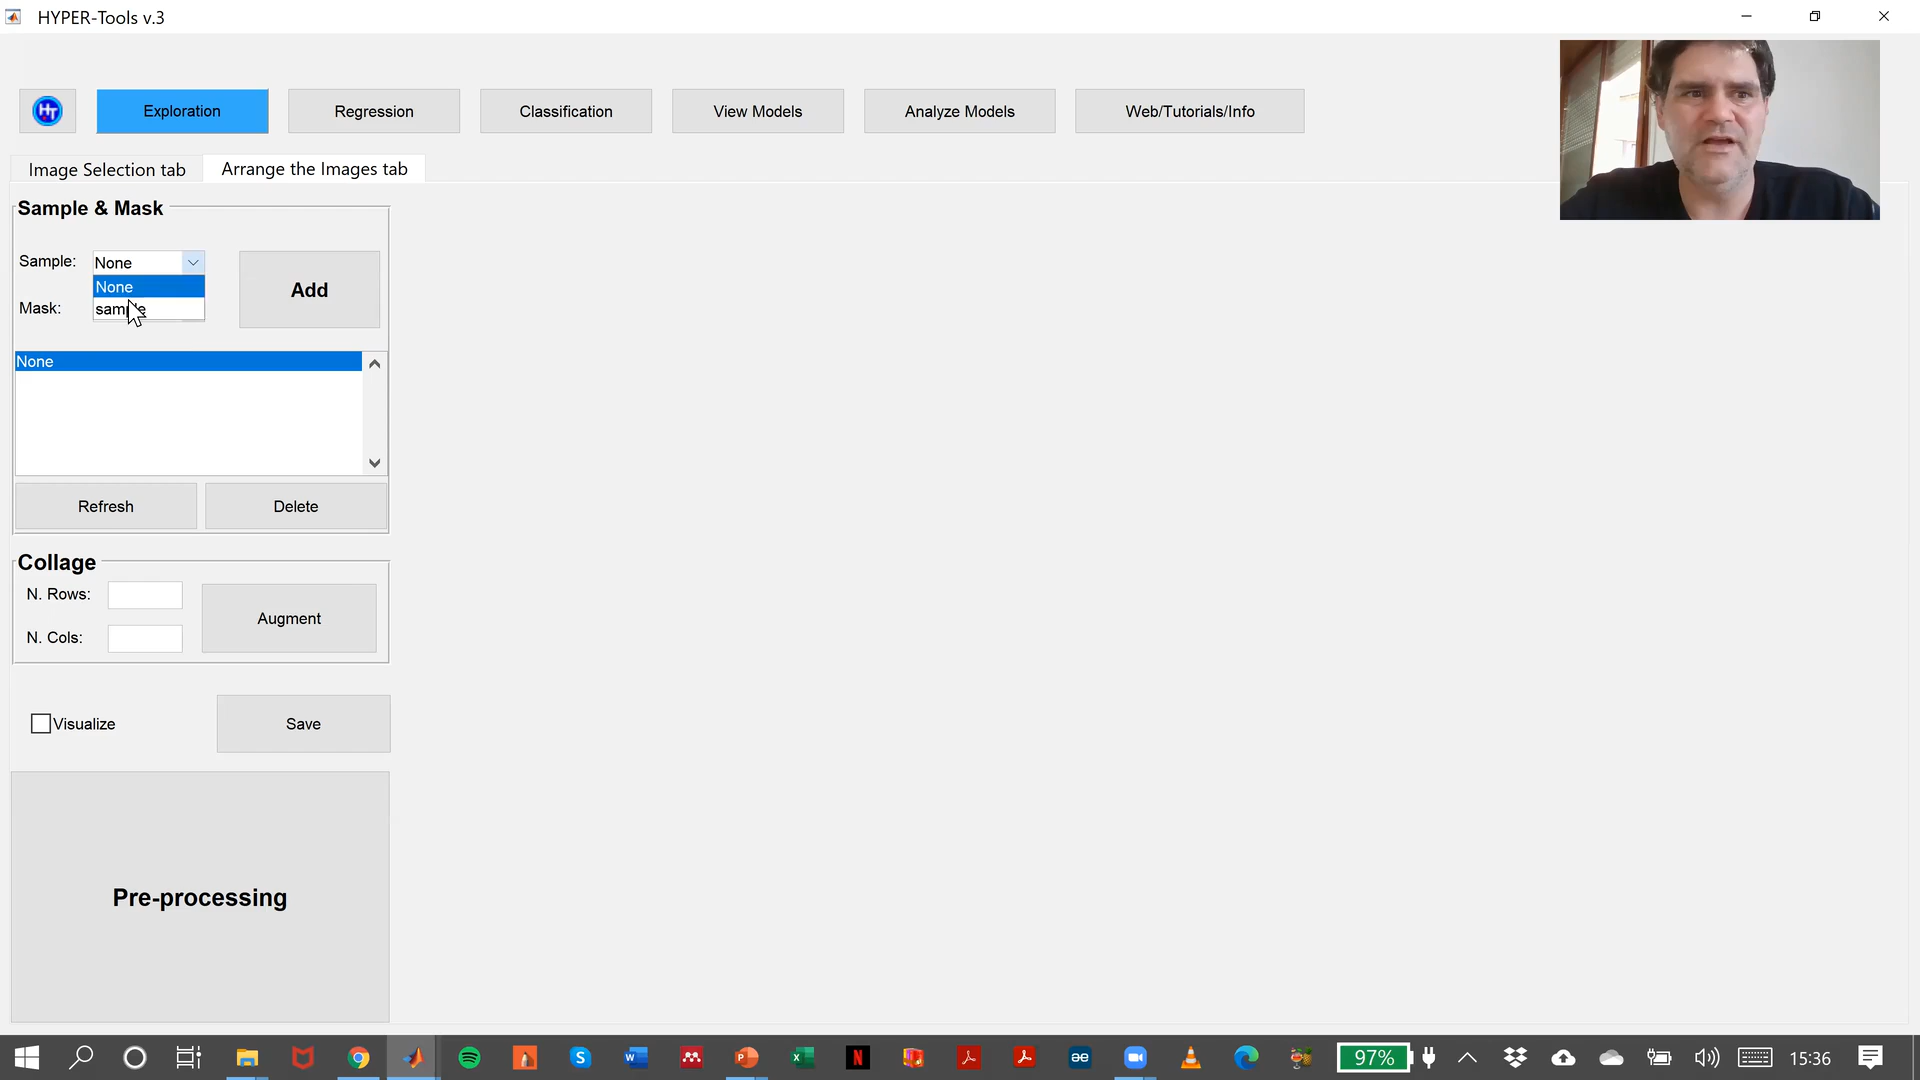 HYPER-Tools v.3
HT
Exploration
Regression
Classification
View Models
Analyze Models
Web/Tutorials/Info
Image Selection tab
Arrange the Images tab
Sample & Mask
Sample:
None
None
sample
Mask:
Add
None
Refresh
Delete
Collage
N. Rows:
N. Cols:
Augment
Visualize
Save
Pre-processing
97%
15:36